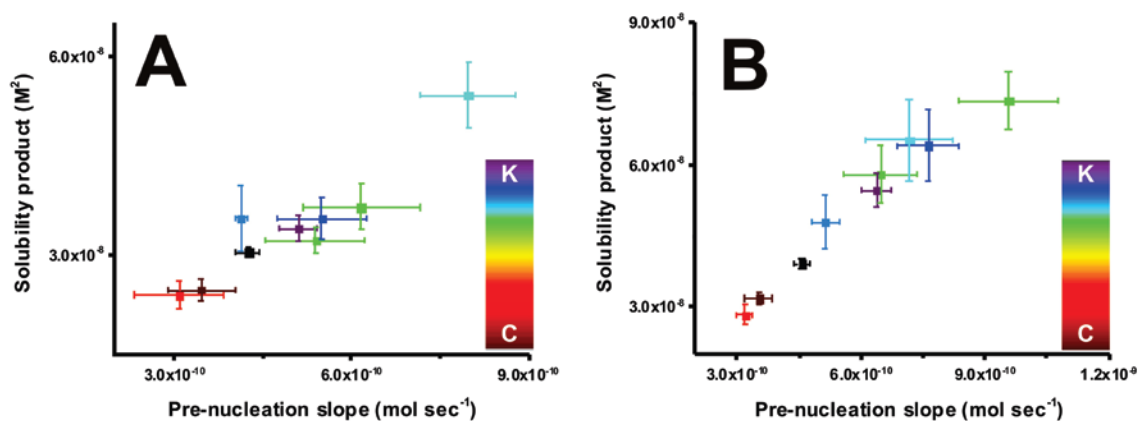 A
Solubility product (M²)
6.0x10⁻⁸
3.0x10⁻⁸
K
C
3.0x10⁻¹⁰
6.0x10⁻¹⁰
9.0x10⁻¹⁰
Pre-nucleation slope (mol sec⁻¹)
B
Solubility product (M²)
9.0x10⁻⁸
6.0x10⁻⁸
3.0x10⁻⁸
K
C
3.0x10⁻¹⁰
6.0x10⁻¹⁰
9.0x10⁻¹⁰
1.2x10⁻⁹
Pre-nucleation slope (mol sec⁻¹)